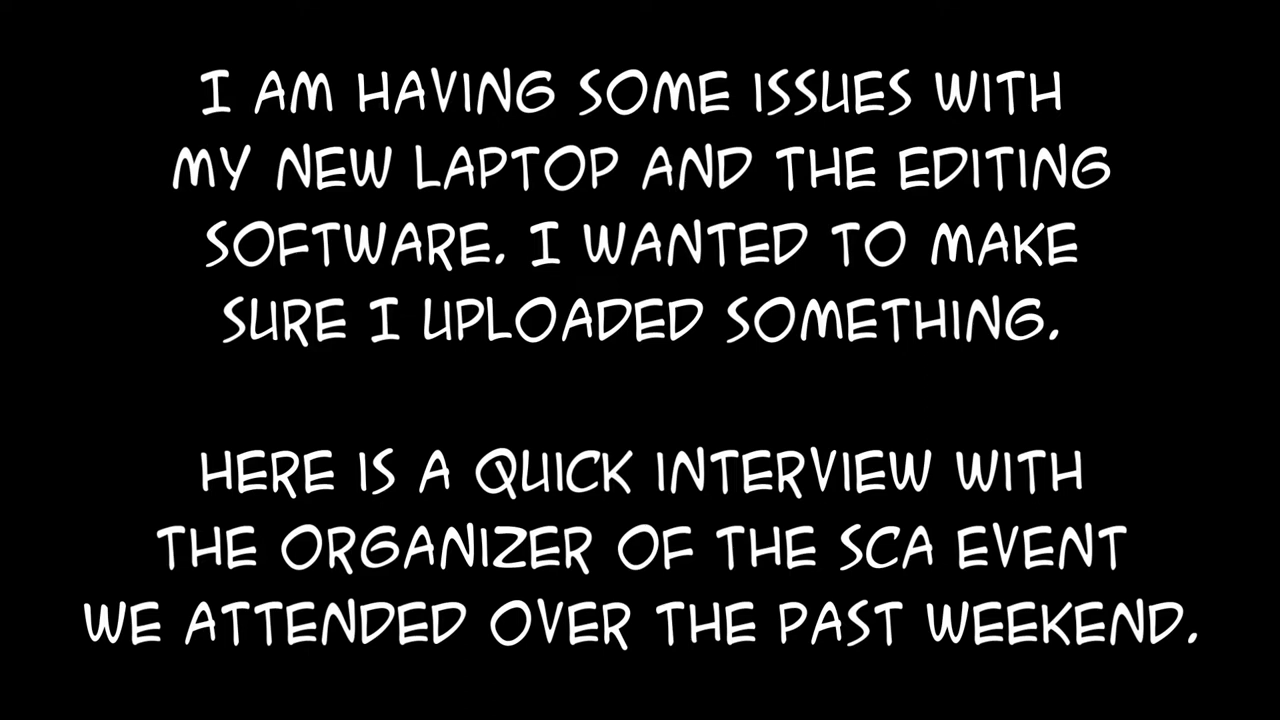 I AM HAVING SOME ISSUES WITH
MY NEW LAPTOP AND THE EDITING
SOFTWARE. I WANTED TO MAKE
SURE I UPLOADED SOMETHING.
HERE IS A QUICK INTERVIEW WITH
THE ORGANIZER OF THE SCA EVENT
WE ATTENDED OVER THE PAST WEEKEND.